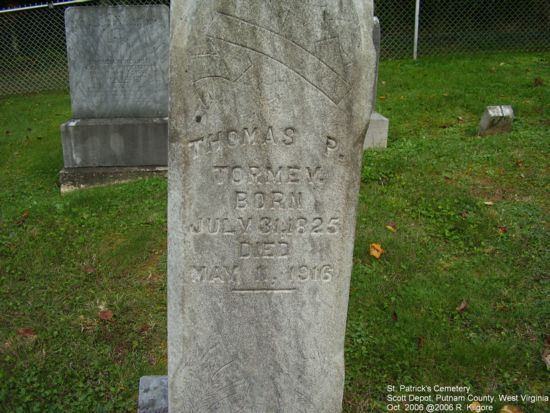 THOMAS P.
TORMEY
BORN
JULY 31, 1825
DIED
MAY 11, 1916
St. Patrick's Cemetery
Scott Depot, Putnam County, West Virginia
Oct. 2006 @2006 R. Kilgore